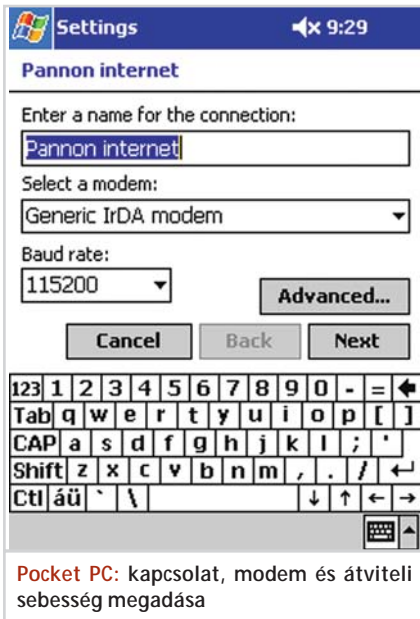 Settings 9:29
Pannon internet
Enter a name for the connection:
Pannon internet
Select a modem:
Generic IrDA modem
Baud rate:
115200
Advanced...
Cancel Back Next
123 1 2 3 4 5 6 7 8 9 0 - =
Tab q w e r t y u i o p [ ]
CAP a s d f g h j k l ; '
Shift z x c v b n m , . /
Ctl áü ` \
Pocket PC: kapcsolat, modem és átviteli
sebesség megadása